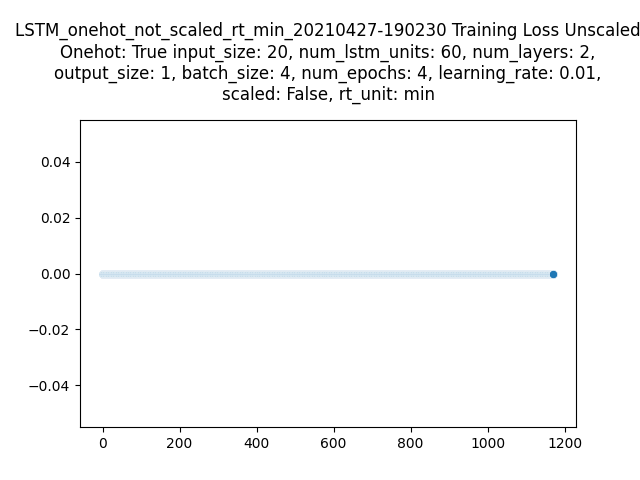 LSTM_onehot_not_scaled_rt_min_20210427-190230 Training Loss Unscaled
Onehot: True input_size: 20, num_lstm_units: 60, num_layers: 2,
output_size: 1, batch_size: 4, num_epochs: 4, learning_rate: 0.01,
scaled: False, rt_unit: min
0.04
0.02
0.00
−0.02
−0.04
0 200 400 600 800 1000 1200